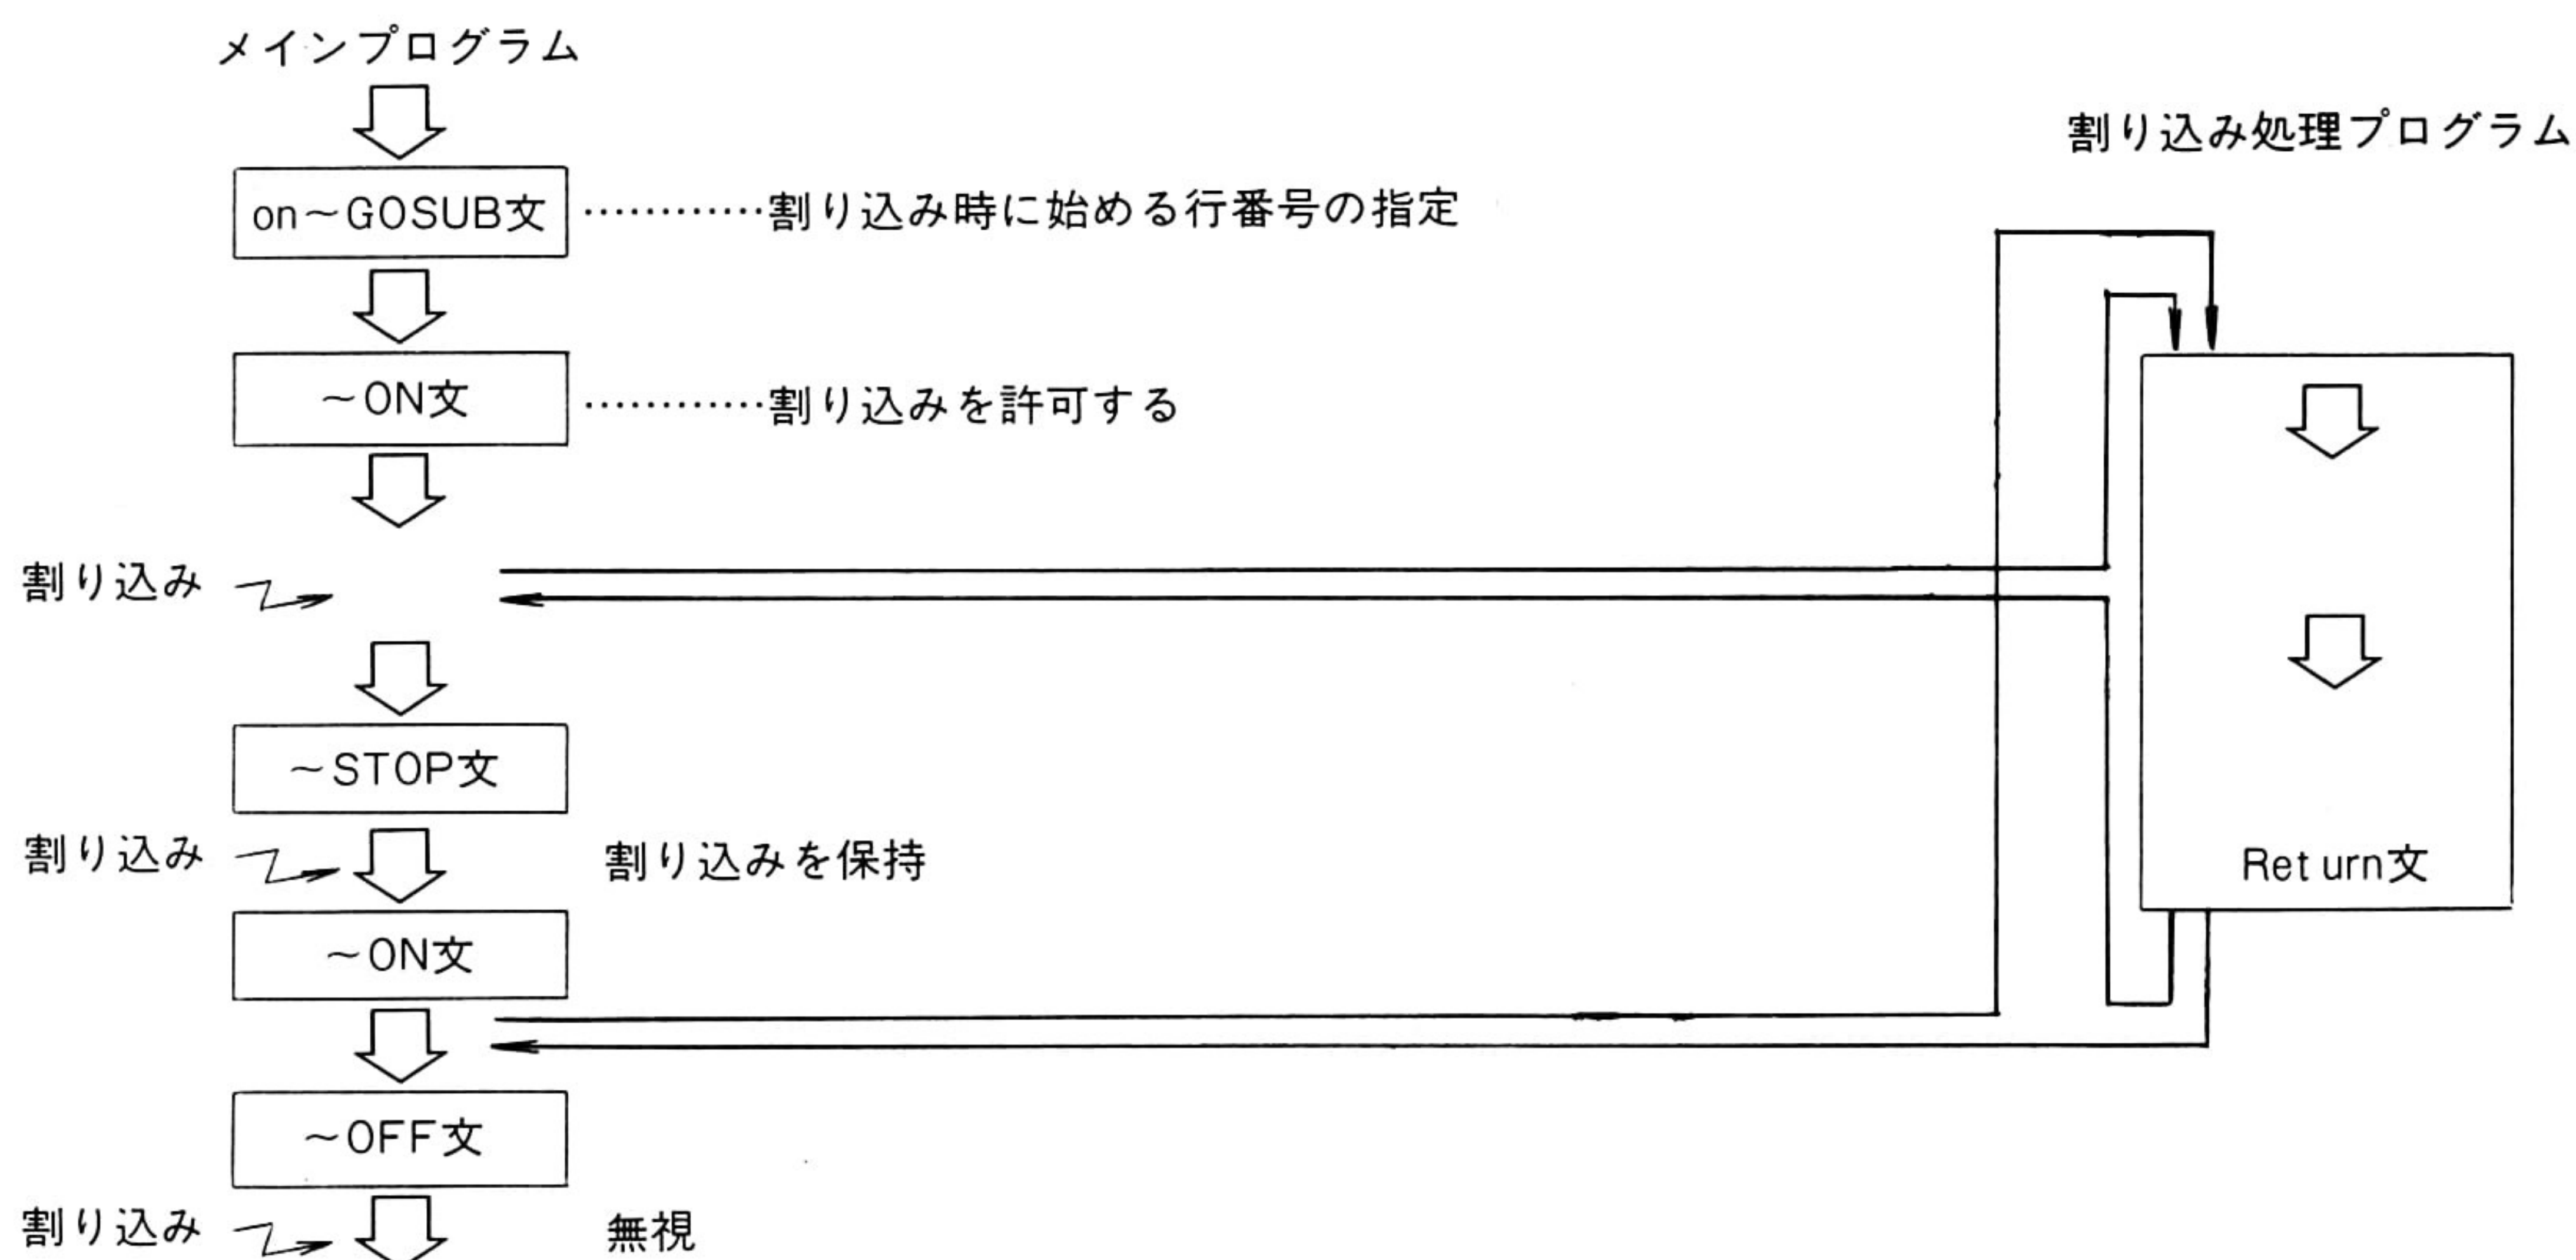 メインプログラム
割り込み処理プログラム
on～GOSUB文 …………割り込み時に始める行番号の指定
～ON文 …………割り込みを許可する
割り込み
～STOP文
割り込み 割り込みを保持
Return文
～ON文
～OFF文
割り込み 無視